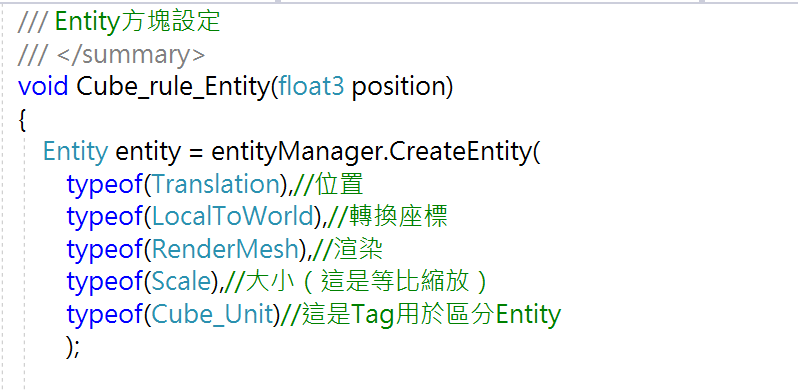 /// Entity方塊設定
/// </summary>
void Cube_rule_Entity(float3 position)
{
Entity entity = entityManager.CreateEntity(
typeof(Translation),//位置
typeof(LocalToWorld),//轉換座標
typeof(RenderMesh),//渲染
typeof(Scale),//大小（這是等比縮放）
typeof(Cube_Unit)//這是Tag用於區分Entity
);